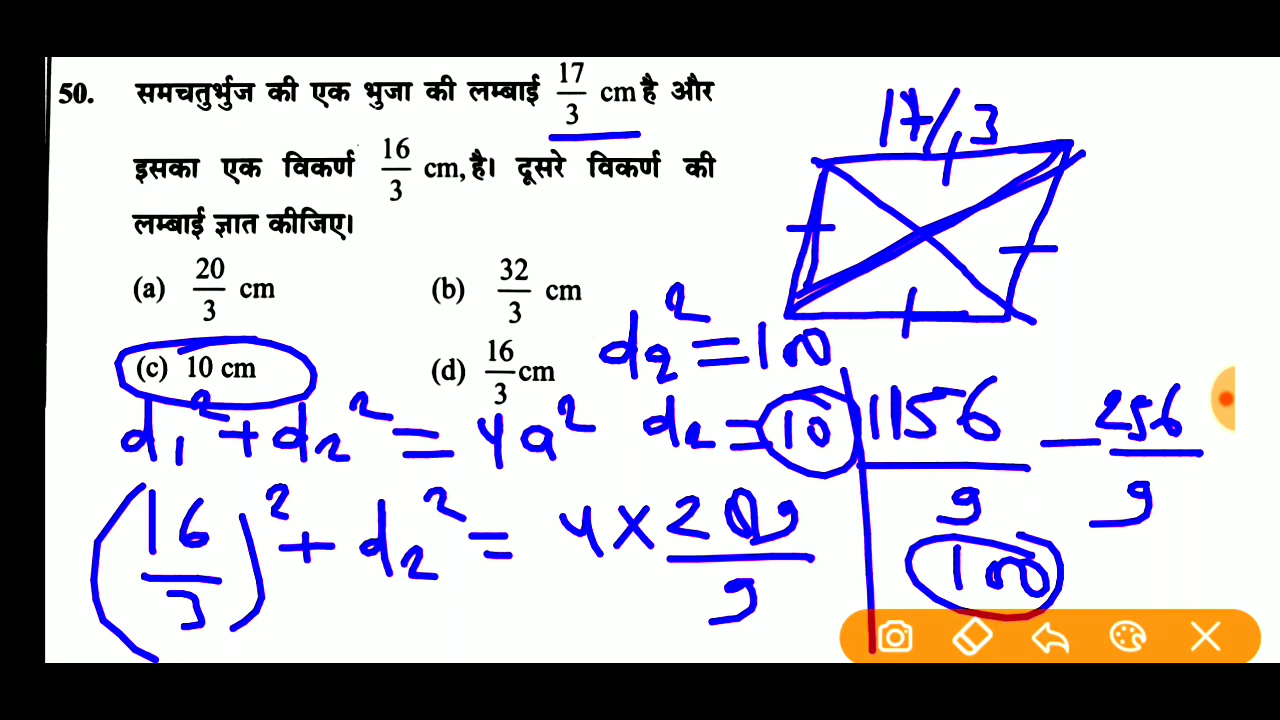 50. समचतुर्भुज की एक भुजा की लम्बाई 17/3 cm है और
इसका एक विकर्ण 16/3 cm, है। दूसरे विकर्ण की
लम्बाई ज्ञात कीजिए।
(a) 20/3 cm (b) 32/3 cm
(c) 10 cm (d) 16/3 cm
17/3
d₂² = 100
d₁² + d₂² = 4a² d₂ = 10
(16/3)² + d₂² = 4 × 289/9
1156/9 – 256/9
100